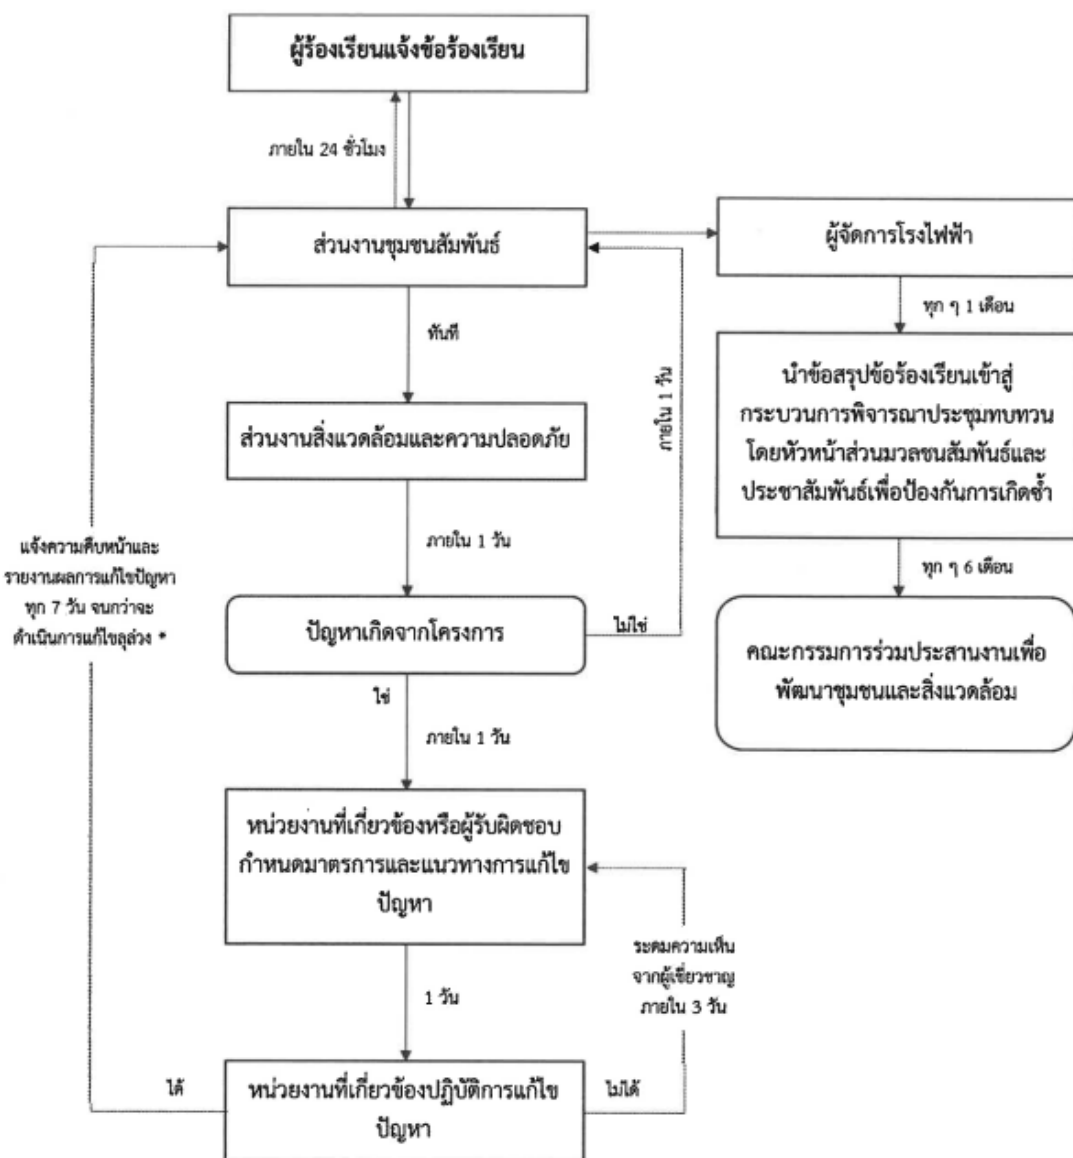 ผู้ร้องเรียนแจ้งข้อร้องเรียน
ภายใน 24 ชั่วโมง
ส่วนงานชุมชนสัมพันธ์
ผู้จัดการโรงไฟฟ้า
ทันที
ทุก ๆ 1 เดือน
ส่วนงานสิ่งแวดล้อมและความปลอดภัย
ภายใน 1 วัน
นำข้อสรุปข้อร้องเรียนเข้าสู่
กระบวนการพิจารณาประชุมทบทวน
โดยหัวหน้าส่วนมวลชนสัมพันธ์และ
ประชาสัมพันธ์เพื่อป้องกันการเกิดซ้ำ
แจ้งความคืบหน้าและ
รายงานผลการแก้ไขปัญหา
ทุก 7 วัน จนกว่าจะ
ดำเนินการแก้ไขลุล่วง *
ภายใน 1 วัน
ทุก ๆ 6 เดือน
ปัญหาเกิดจากโครงการ
ไม่ใช่
คณะกรรมการร่วมประสานงานเพื่อ
พัฒนาชุมชนและสิ่งแวดล้อม
ใช่
ภายใน 1 วัน
หน่วยงานที่เกี่ยวข้องหรือผู้รับผิดชอบ
กำหนดมาตรการและแนวทางการแก้ไข
ปัญหา
ระดมความเห็น
จากผู้เชี่ยวชาญ
ภายใน 3 วัน
1 วัน
ได้
หน่วยงานที่เกี่ยวข้องปฏิบัติการแก้ไข
ปัญหา
ไม่ได้